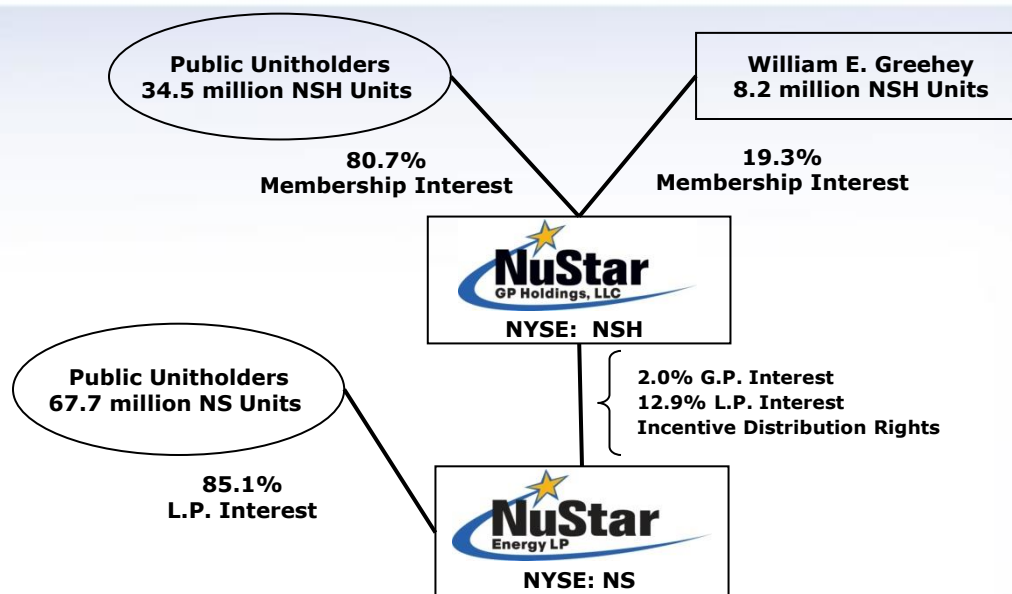 Public Unitholders
34.5 million NSH Units
William E. Greehey
8.2 million NSH Units
80.7%
Membership Interest
19.3%
Membership Interest
NuStar
GP Holdings, LLC
NYSE: NSH
Public Unitholders
67.7 million NS Units
2.0% G.P. Interest
12.9% L.P. Interest
Incentive Distribution Rights
85.1%
L.P. Interest
NuStar
Energy LP
NYSE: NS